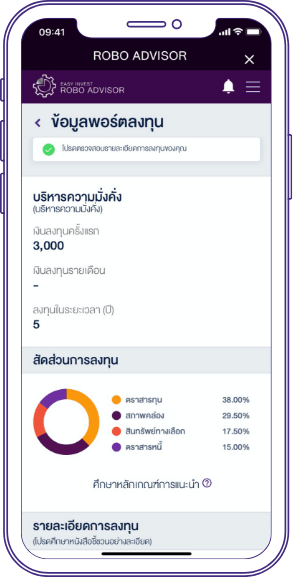 09:41
ROBO ADVISOR
EASY INVEST
ROBO ADVISOR
ข้อมูลพอร์ตลงทุน
โปรดตรวจสอบรายละเอียดการลงทุนของคุณ
บริหารความมั่งคั่ง
(บริหารความมั่งคั่ง)
เงินลงทุนครั้งแรก
3,000
เงินลงทุนรายเดือน
-
ลงทุนในระยะเวลา (ปี)
5
สัดส่วนการลงทุน
ตราสารทุน 38.00%
สภาพคล่อง 29.50%
สินทรัพย์ทางเลือก 17.50%
ตราสารหนี้ 15.00%
ศึกษาหลักเกณฑ์การแนะนำ ?
รายละเอียดการลงทุน
(โปรดศึกษาหนังสือชี้ชวนอย่างละเอียด)